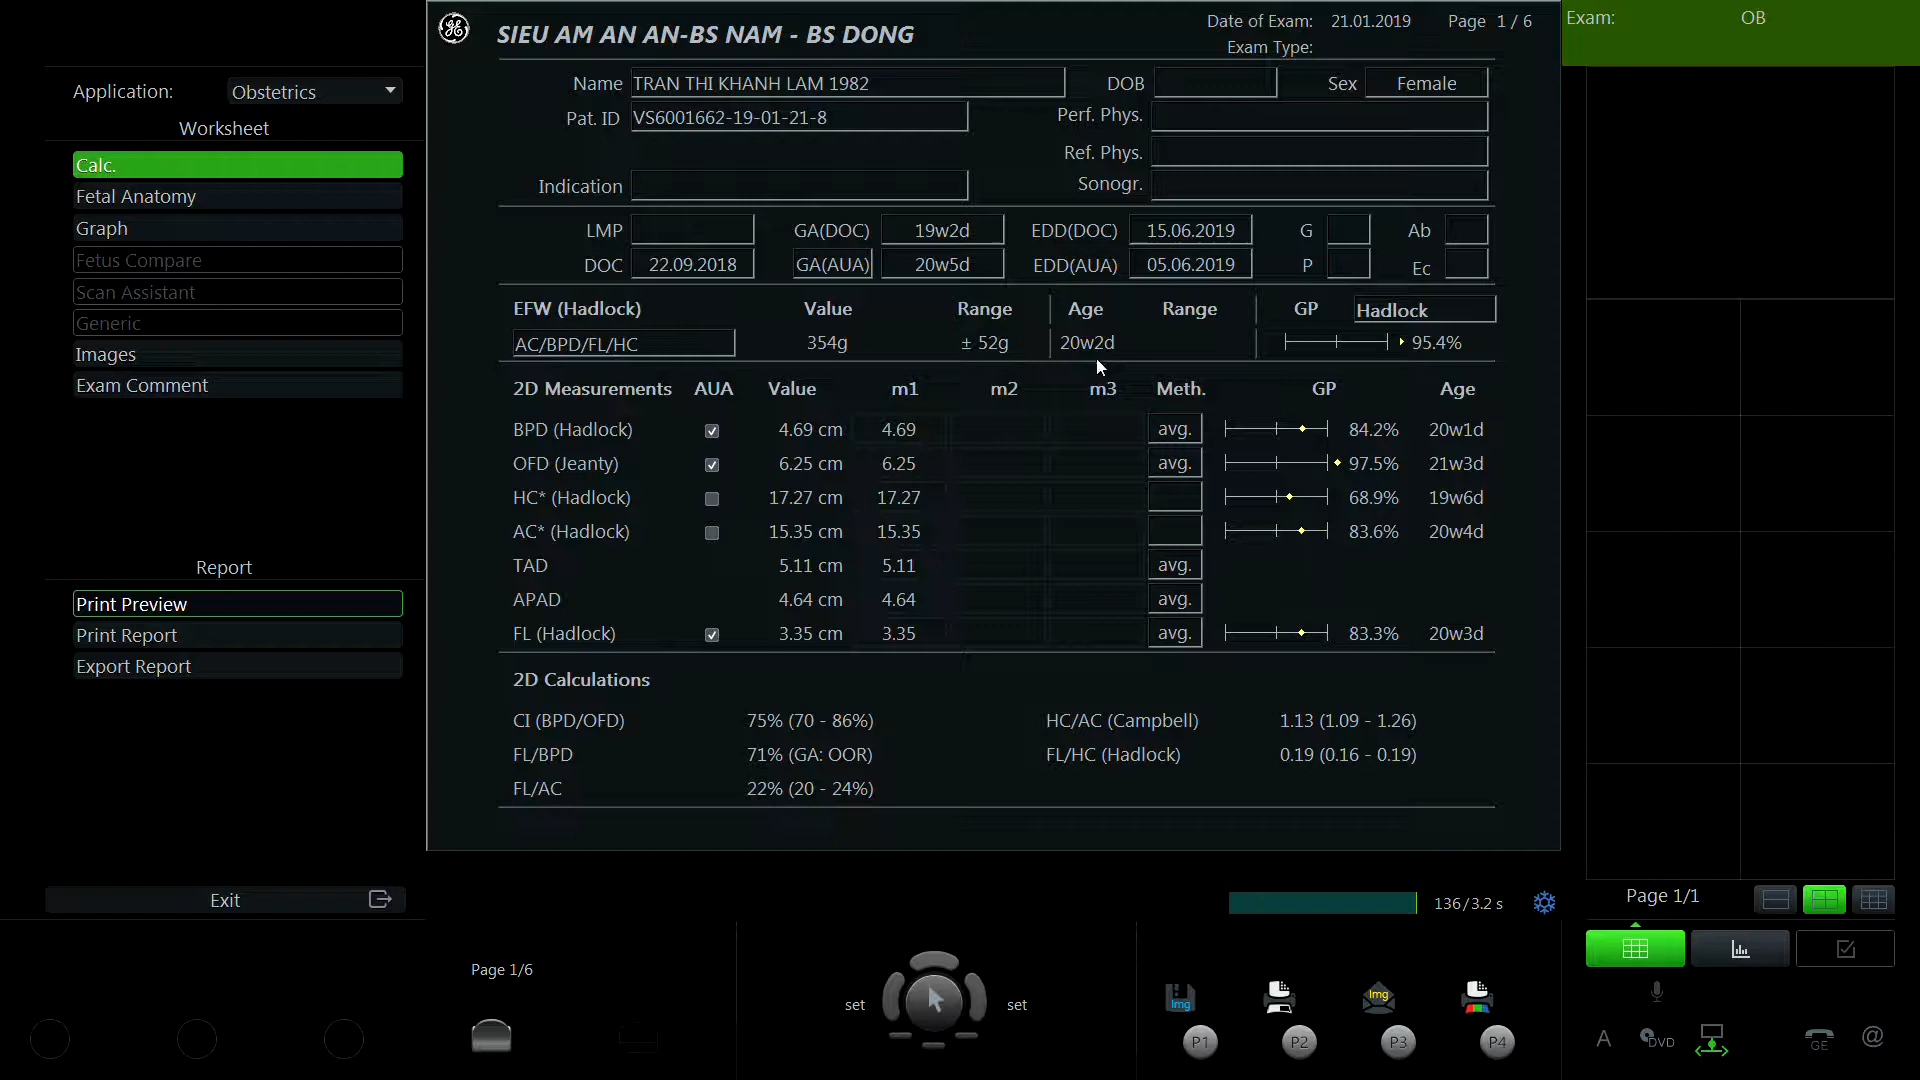 SIEU AM AN AN-BS NAM - BS DONG
Date of Exam: 21.01.2019 Page 1 / 6
Exam Type:
Exam: OB
Application: Obstetrics
Worksheet
Calc.
Fetal Anatomy
Graph
Fetus Compare
Scan Assistant
Generic
Images
Exam Comment
Report
Print Preview
Print Report
Export Report
Exit
Name TRAN THI KHANH LAM 1982 DOB Sex Female
Pat. ID VS6001662-19-01-21-8 Perf. Phys.
Ref. Phys.
Indication Sonogr.
LMP GA(DOC) 19w2d EDD(DOC) 15.06.2019 G Ab
DOC 22.09.2018 GA(AUA) 20w5d EDD(AUA) 05.06.2019 P Ec
EFW (Hadlock) Value Range Age Range GP Hadlock
AC/BPD/FL/HC 354g ± 52g 20w2d 95.4%
2D Measurements AUA Value m1 m2 m3 Meth. GP Age
BPD (Hadlock) 4.69 cm 4.69 avg. 84.2% 20w1d
OFD (Jeanty) 6.25 cm 6.25 avg. 97.5% 21w3d
HC* (Hadlock) 17.27 cm 17.27 68.9% 19w6d
AC* (Hadlock) 15.35 cm 15.35 83.6% 20w4d
TAD 5.11 cm 5.11 avg.
APAD 4.64 cm 4.64 avg.
FL (Hadlock) 3.35 cm 3.35 avg. 83.3% 20w3d
2D Calculations
CI (BPD/OFD) 75% (70 - 86%) HC/AC (Campbell) 1.13 (1.09 - 1.26)
FL/BPD 71% (GA: OOR) FL/HC (Hadlock) 0.19 (0.16 - 0.19)
FL/AC 22% (20 - 24%)
136/3.2 s
Page 1/1
Page 1/6
set set
Img Img
P1 P2 P3 P4
A DVD GE @